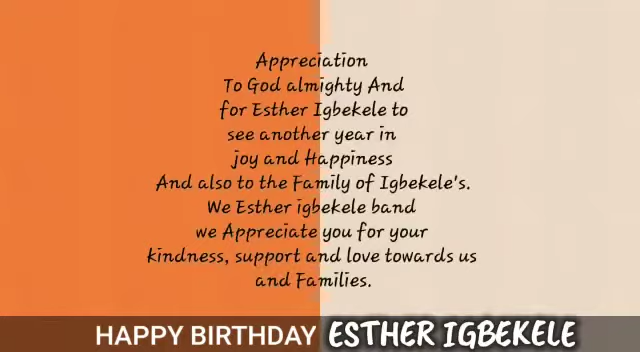 Appreciation
To God almighty And
for Esther Igbekele to
see another year in
joy and Happiness
And also to the Family of Igbekele's.
We Esther igbekele band
we Appreciate you for your
kindness, support and love towards us
and Families.
HAPPY BIRTHDAY ESTHER IGBEKELE